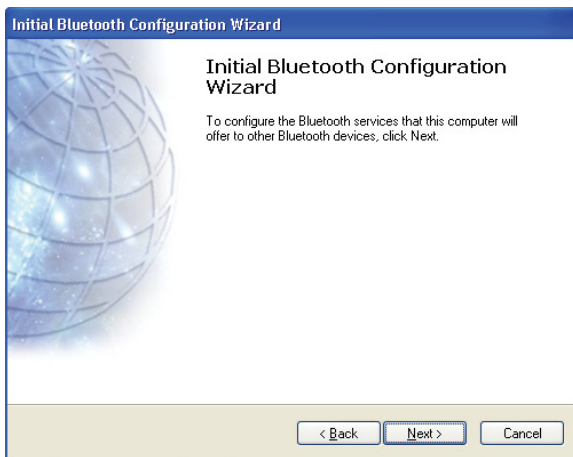 Initial Bluetooth Configuration Wizard
Initial Bluetooth Configuration
Wizard
To configure the Bluetooth services that this computer will
offer to other Bluetooth devices, click Next.
< Back Next > Cancel